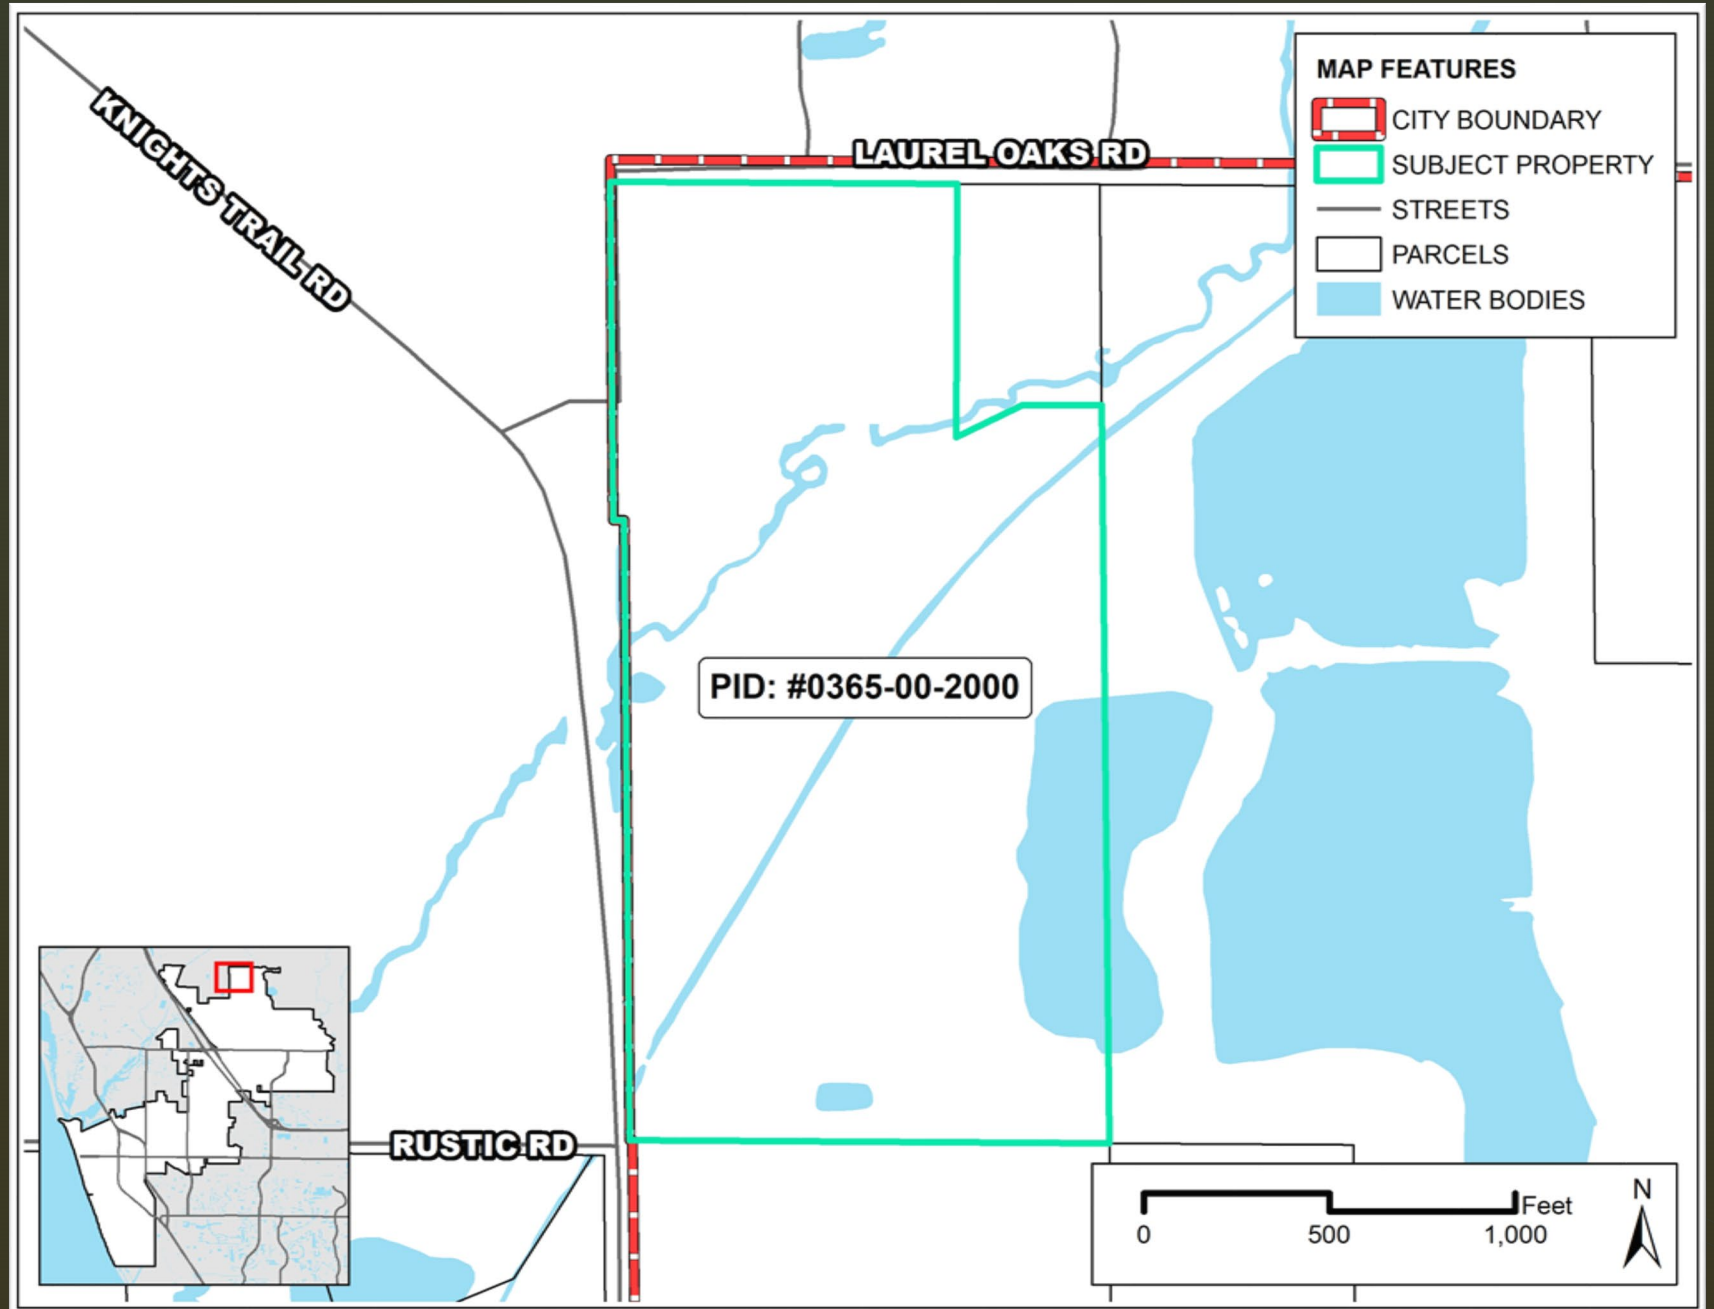 KNIGHTS TRAIL RD
LAUREL OAKS RD
MAP FEATURES
CITY BOUNDARY
SUBJECT PROPERTY
STREETS
PARCELS
WATER BODIES
PID: #0365-00-2000
RUSTIC RD
Feet
0 500 1,000
N